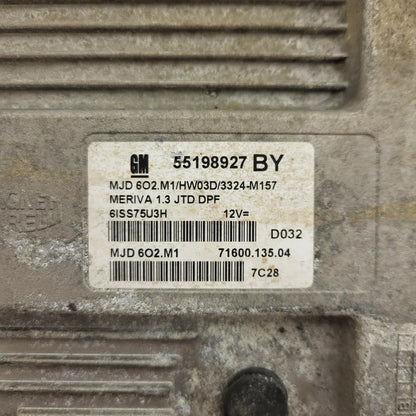 GM 55198927 BY
MJD 6O2.M1/HW03D/3324-M157
MERIVA 1.3 JTD DPF
6ISS75U3H 12V=
D032
MJD 6O2.M1 71600.135.04
7C28